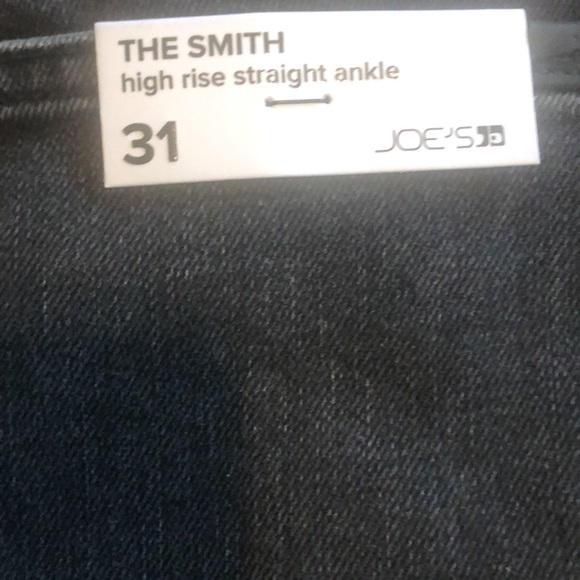 THE SMITH
high rise straight ankle
31
JOE'S